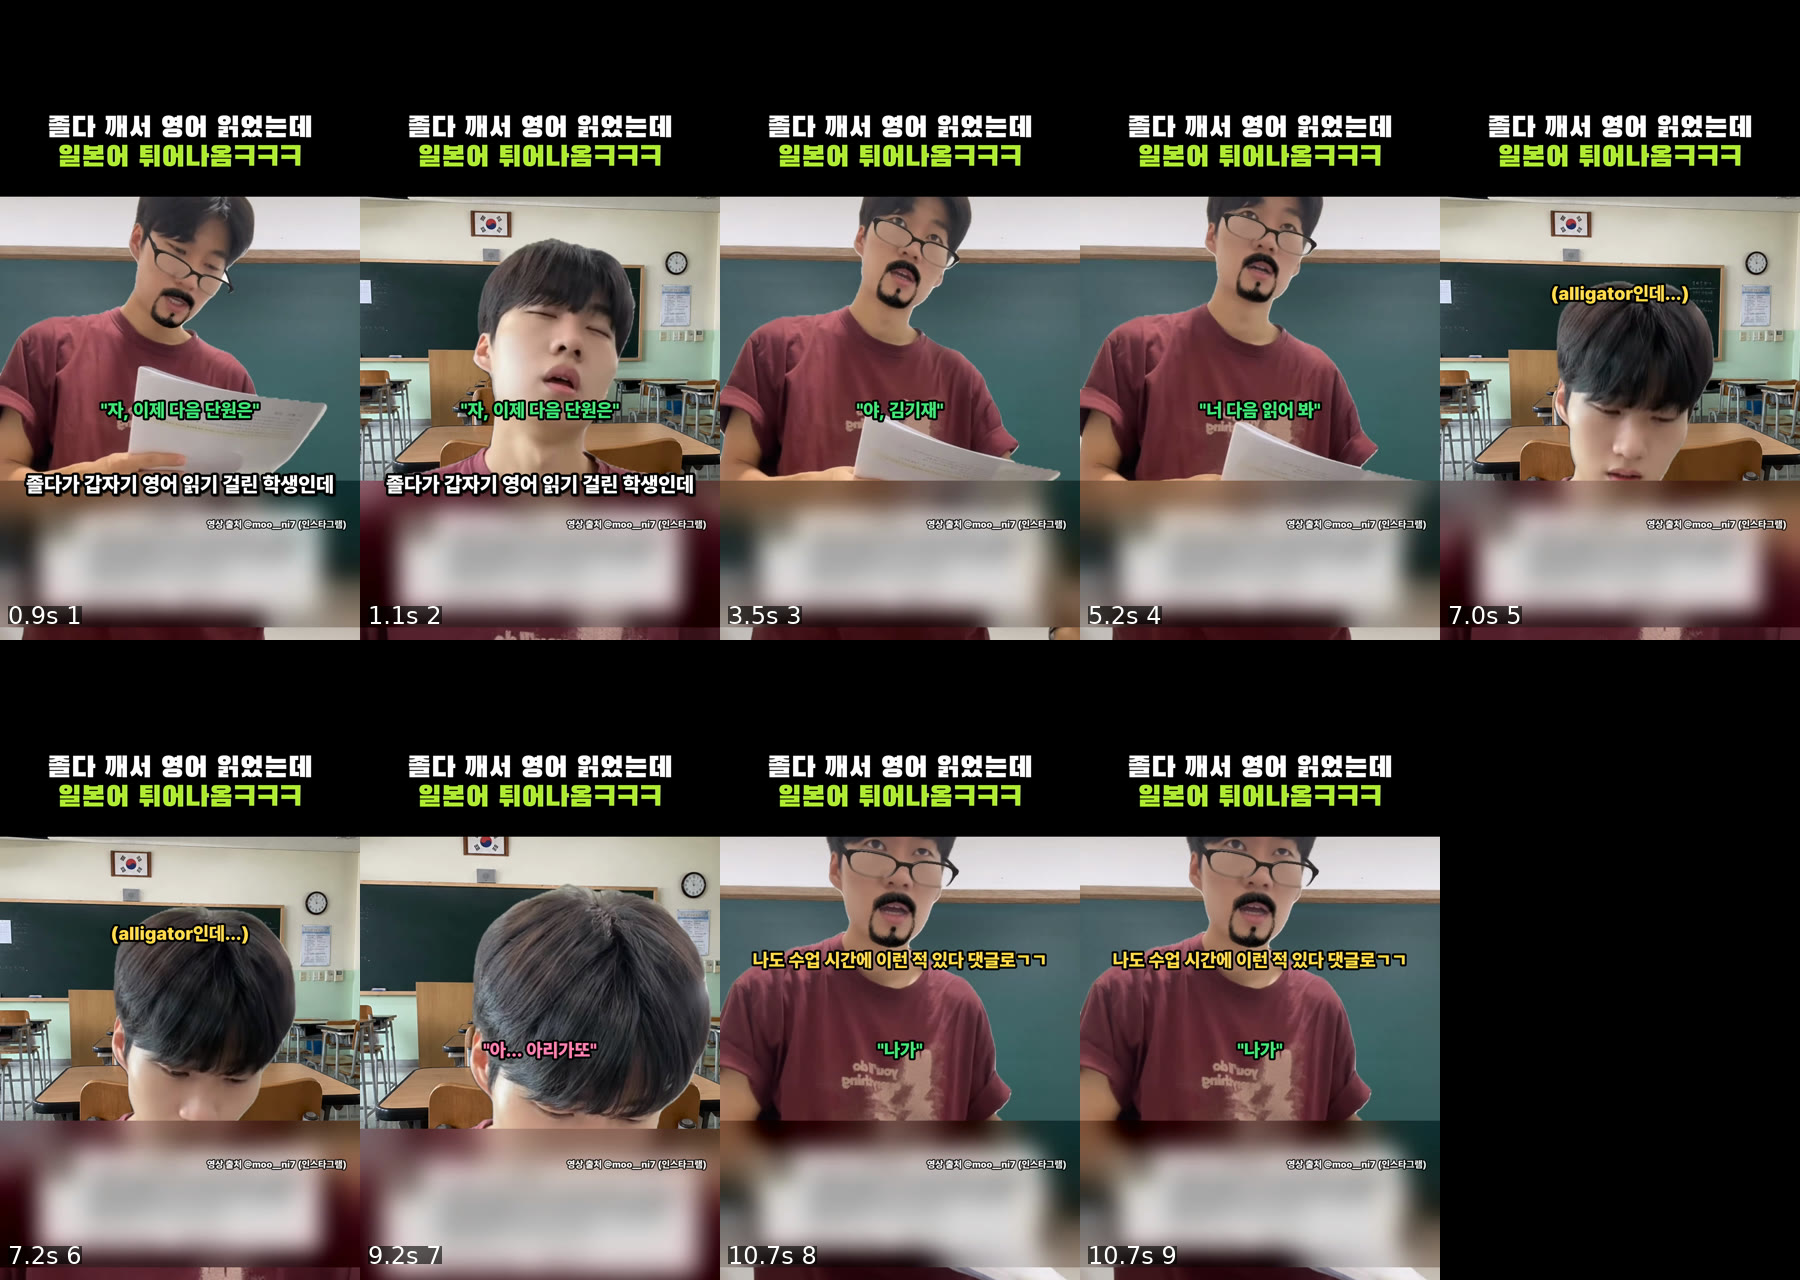 졸다 깨서 영어 읽었는데
일본어 튀어나옴ㅋㅋㅋ
"자, 이제 다음 단원은"
졸다가 갑자기 영어 읽기 걸린 학생인데
영상 출처 @moo__ni7 (인스타그램)
0.9s 1
졸다 깨서 영어 읽었는데
일본어 튀어나옴ㅋㅋㅋ
"자, 이제 다음 단원은"
졸다가 갑자기 영어 읽기 걸린 학생인데
영상 출처 @moo__ni7 (인스타그램)
1.1s 2
졸다 깨서 영어 읽었는데
일본어 튀어나옴ㅋㅋㅋ
"야, 김기재"
영상 출처 @moo__ni7 (인스타그램)
3.5s 3
졸다 깨서 영어 읽었는데
일본어 튀어나옴ㅋㅋㅋ
"너 다음 읽어 봐"
영상 출처 @moo__ni7 (인스타그램)
5.2s 4
졸다 깨서 영어 읽었는데
일본어 튀어나옴ㅋㅋㅋ
(alligator인데...)
영상 출처 @moo__ni7 (인스타그램)
7.0s 5
졸다 깨서 영어 읽었는데
일본어 튀어나옴ㅋㅋㅋ
(alligator인데...)
영상 출처 @moo__ni7 (인스타그램)
7.2s 6
졸다 깨서 영어 읽었는데
일본어 튀어나옴ㅋㅋㅋ
"아... 아리가또"
영상 출처 @moo__ni7 (인스타그램)
9.2s 7
졸다 깨서 영어 읽었는데
일본어 튀어나옴ㅋㅋㅋ
나도 수업 시간에 이런 적 있다 댓글로ㄱㄱ
"나가"
you'll do
영상 출처 @moo__ni7 (인스타그램)
10.7s 8
졸다 깨서 영어 읽었는데
일본어 튀어나옴ㅋㅋㅋ
나도 수업 시간에 이런 적 있다 댓글로ㄱㄱ
"나가"
you'll do
영상 출처 @moo__ni7 (인스타그램)
10.7s 9